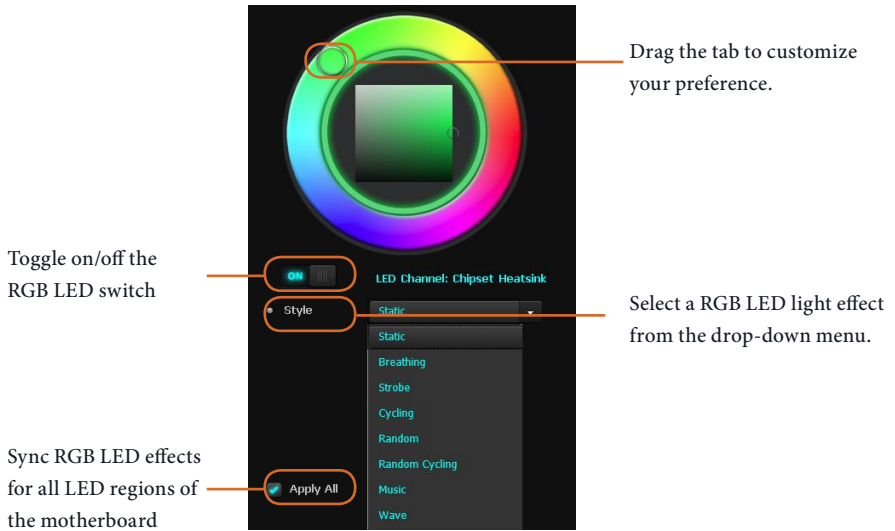 Drag the tab to customize
your preference.
Toggle on/off the
RGB LED switch
ON
LED Channel: Chipset Heatsink
Style
Static
Select a RGB LED light effect
from the drop-down menu.
Static
Breathing
Strobe
Cycling
Random
Random Cycling
Music
Wave
Sync RGB LED effects
for all LED regions of
the motherboard
Apply All